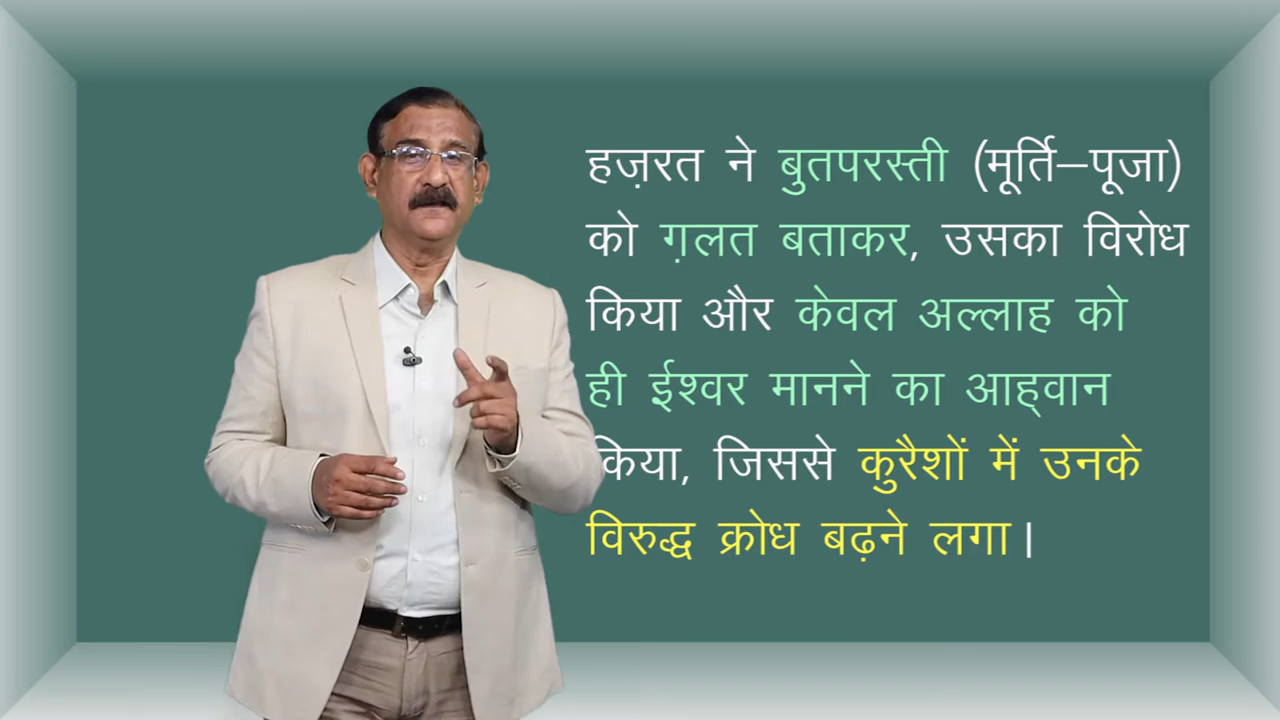 हज़रत ने बुतपरस्ती (मूर्ति–पूजा)
को ग़लत बताकर, उसका विरोध
किया और केवल अल्लाह को
ही ईश्वर मानने का आह्‌वान
किया, जिससे कुरैशों में उनके
विरुद्ध क्रोध बढ़ने लगा।